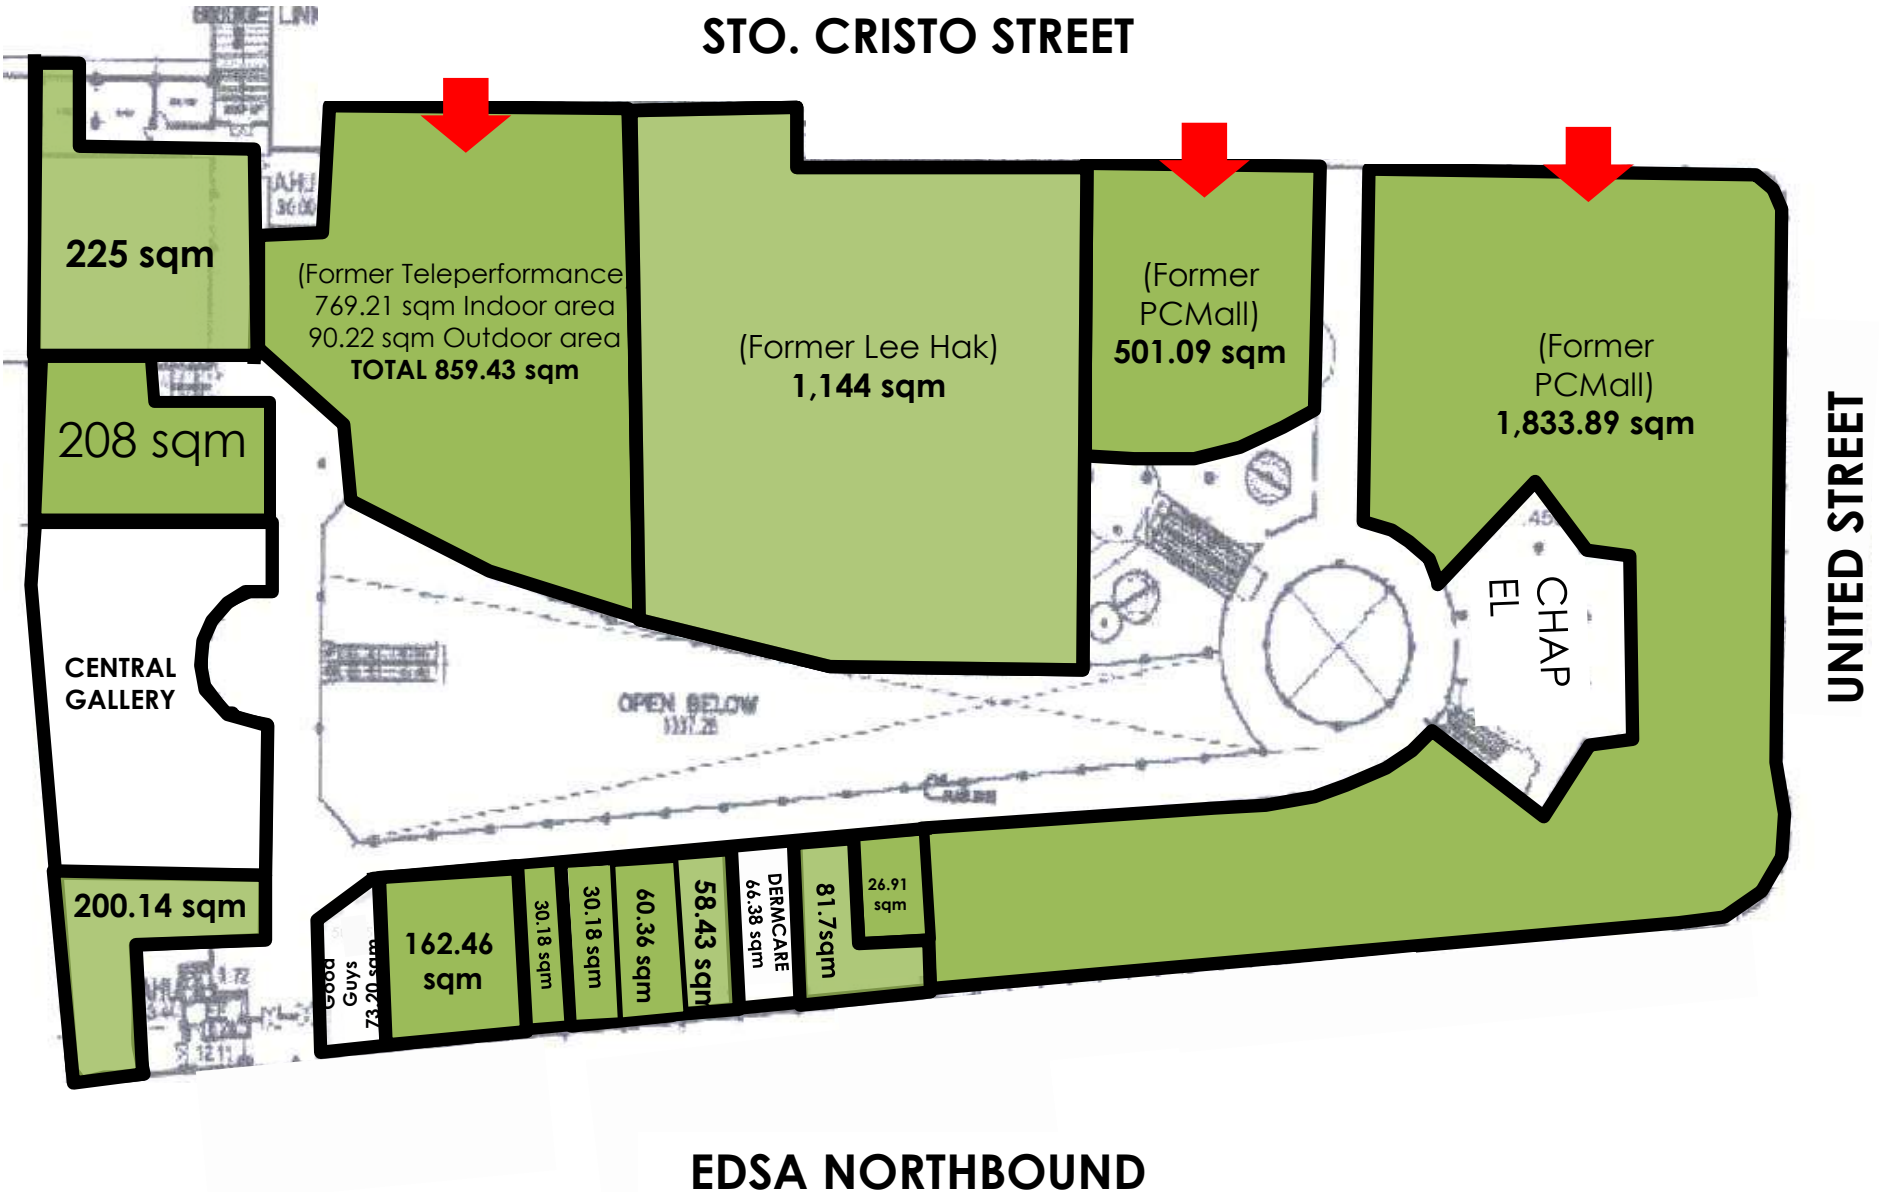 STO. CRISTO STREET
225 sqm
(Former Teleperformance
769.21 sqm Indoor area
90.22 sqm Outdoor area
TOTAL 859.43 sqm
(Former Lee Hak)
1,144 sqm
(Former
PCMall)
501.09 sqm
(Former
PCMall)
1,833.89 sqm
208 sqm
CHAP
EL
UNITED STREET
CENTRAL
GALLERY
OPEN BELOW
200.14 sqm
Guys
73.20 sqm
162.46
sqm
30.18 sqm
30.18 sqm
60.36 sqm
58.43 sqm
DERMCARE
66.38 sqm
81.7sqm
26.91
sqm
EDSA NORTHBOUND